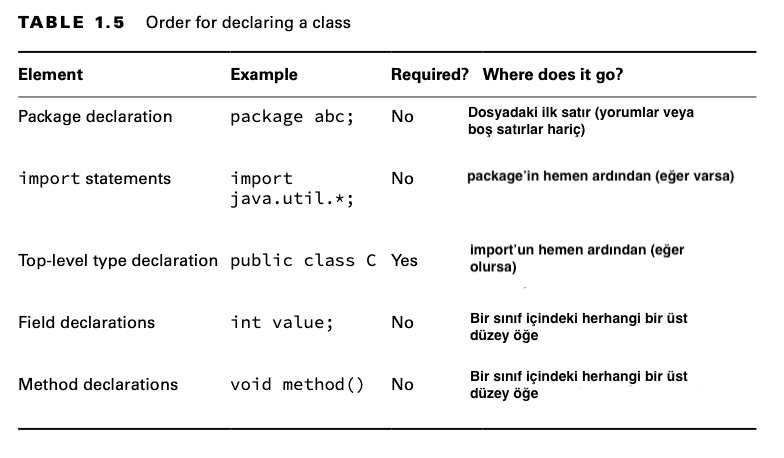 TABLE 1.5 Order for declaring a class
Element Example Required? Where does it go?
Package declaration package abc; No Dosyadaki ilk satır (yorumlar veya
boş satırlar hariç)
import statements import No package'in hemen ardından (eğer varsa)
java.util.*;
Top-level type declaration public class C Yes import'un hemen ardından (eğer
olursa)
Field declarations int value; No Bir sınıf içindeki herhangi bir üst
düzey öğe
Method declarations void method() No Bir sınıf içindeki herhangi bir üst
düzey öğe